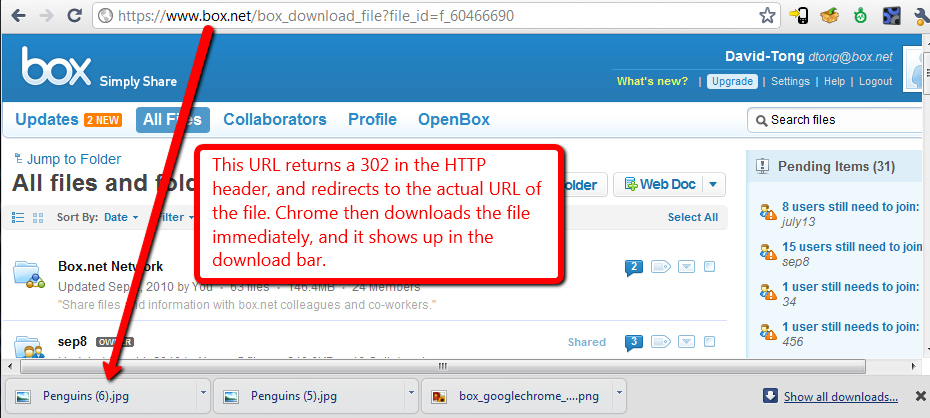 https://www.box.net/box_download_file?file_id=f_60466690
David-Tong dtong@box.net
box Simply Share
What's new? | Upgrade | Settings | Help | Logout
Updates 2 NEW All Files Collaborators Profile OpenBox
Search files
Jump to Folder
All files and fold
older
Web Doc
Sort By: Date
Filter
Select All
This URL returns a 302 in the HTTP
header, and redirects to the actual URL of
the file. Chrome then downloads the file
immediately, and it shows up in the
download bar.
Box.net Network
Updated Sep 2010 by You · 63 files · 146.4MB · 24 Members
"Share files and information with box.net colleagues and co-workers."
2
sep8 OWNER
Shared
3
Pending Items (31)
8 users still need to join:
july13
15 users still need to join
sep8
1 user still needs to join:
34
1 user still needs to join:
456
Penguins (6).jpg
Penguins (5).jpg
box_googlechrome_....png
Show all downloads...